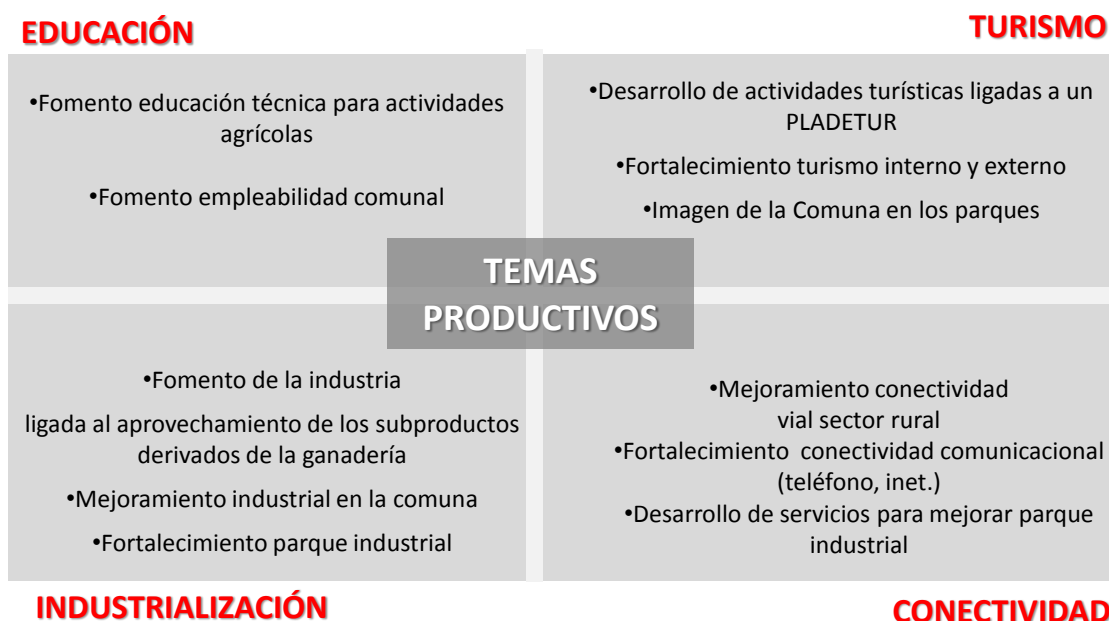 EDUCACIÓN
TURISMO
•Fomento educación técnica para actividades
agrícolas
•Fomento empleabilidad comunal
•Desarrollo de actividades turísticas ligadas a un
PLADETUR
•Fortalecimiento turismo interno y externo
•Imagen de la Comuna en los parques
TEMAS
PRODUCTIVOS
•Fomento de la industria
ligada al aprovechamiento de los subproductos
derivados de la ganadería
•Mejoramiento industrial en la comuna
•Fortalecimiento parque industrial
•Mejoramiento conectividad
vial sector rural
•Fortalecimiento conectividad comunicacional
(teléfono, inet.)
•Desarrollo de servicios para mejorar parque
industrial
INDUSTRIALIZACIÓN
CONECTIVIDAD